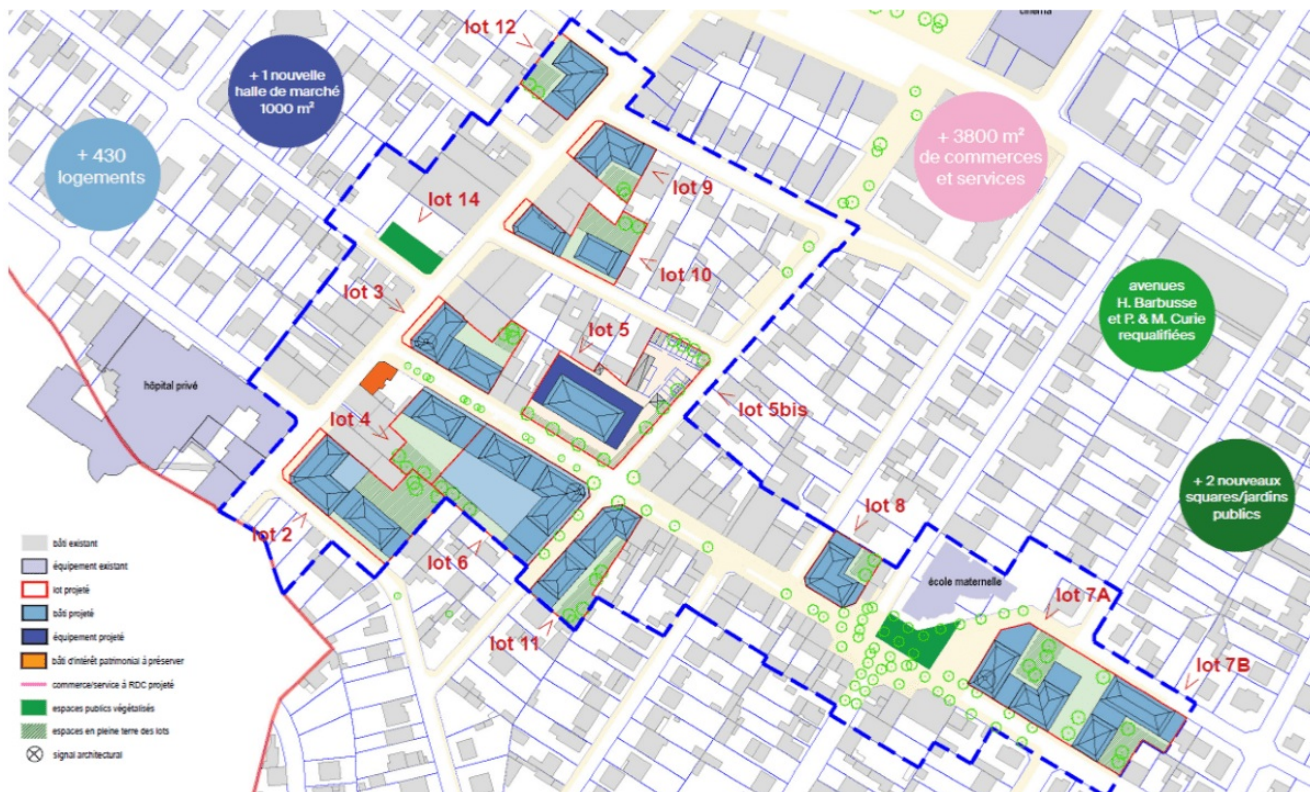 cinéma
lot 12
+ 1 nouvelle
halle de marché
1000 m²
+ 430
logements
+ 3800 m²
de commerces
et services
lot 9
lot 14
lot 10
lot 3
lot 5
avenues
H. Barbusse
et P. & M. Curie
requalifiées
hôpital privé
lot 5bis
lot 4
+ 2 nouveaux
squares/jardins
publics
lot 2
lot 6
lot 8
école maternelle
lot 7A
lot 11
lot 7B
bâti existant
équipement existant
lot projeté
bâti projeté
équipement projeté
bâti d'intérêt patrimonial à préserver
commerce/service à RDC projeté
espaces publics végétalisés
espaces en pleine terre des lots
signal architectural